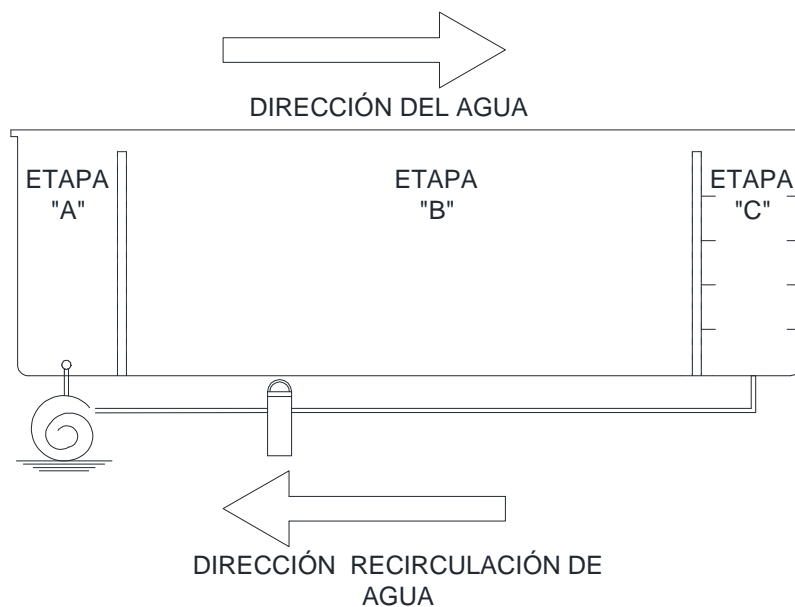 DIRECCIÓN DEL AGUA
ETAPA
"A"
ETAPA
"B"
ETAPA
"C"
DIRECCIÓN  RECIRCULACIÓN DE
AGUA